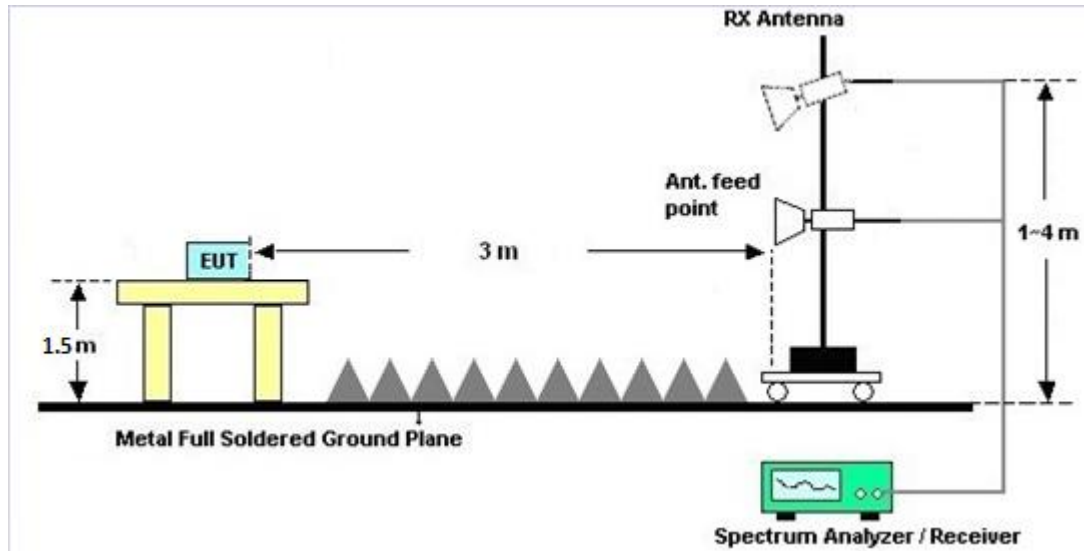 RX Antenna
Ant. feed
point
3 m
1~4 m
EUT
1.5 m
Metal Full Soldered Ground Plane
Spectrum Analyzer / Receiver